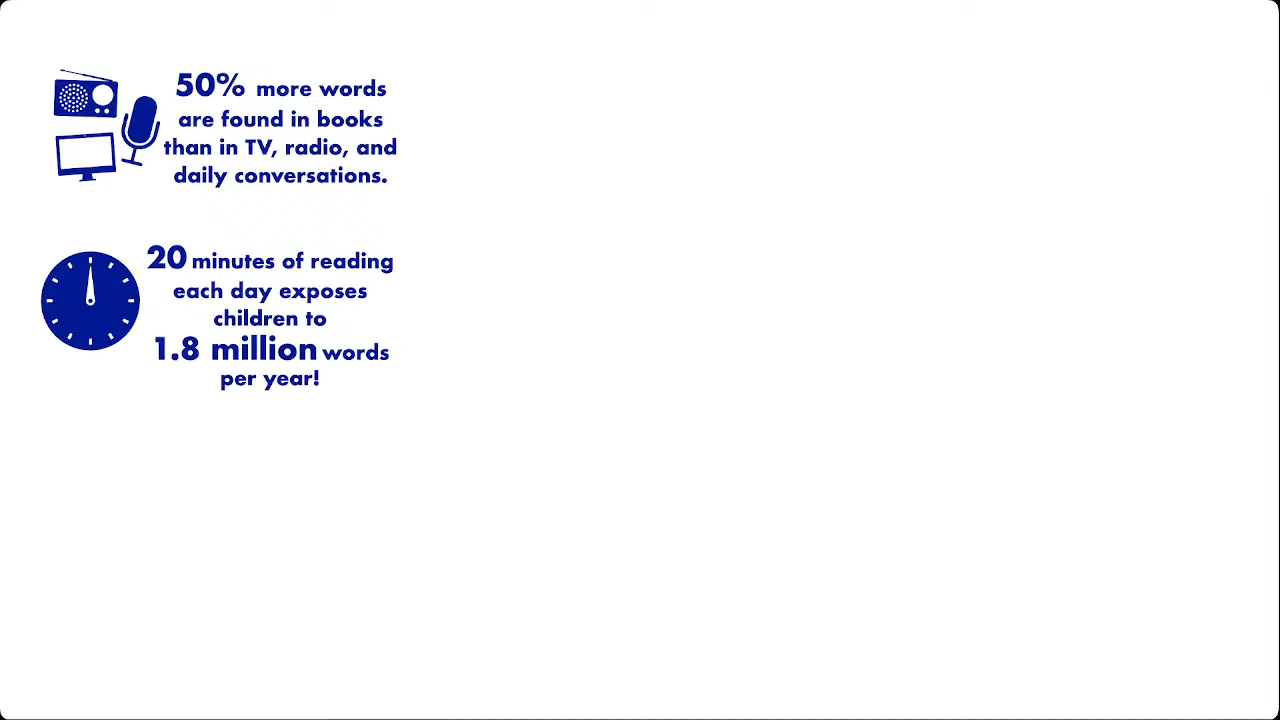 50% more words
are found in books
than in TV, radio, and
daily conversations.
20 minutes of reading
each day exposes
children to
1.8 million words
per year!